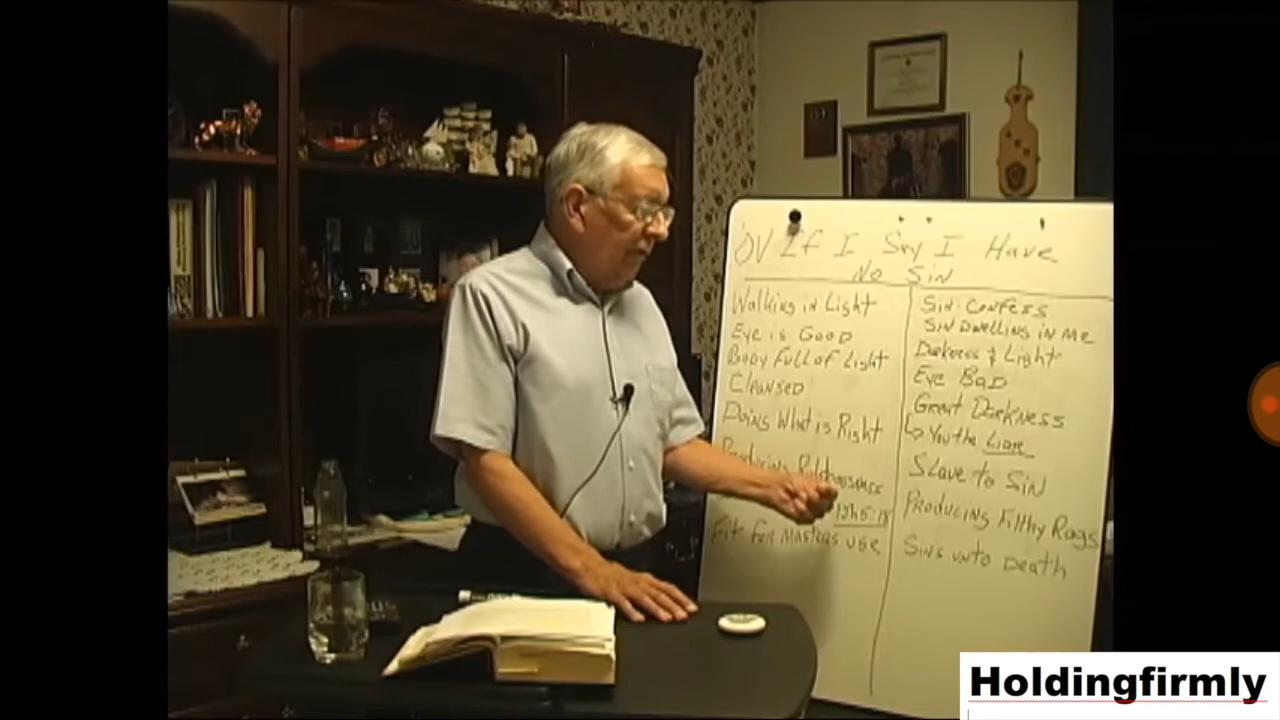 If I Say I Have
No Sin
Walking in Light
Eye is Good
Body Full of Light
Cleansed
Doing What is Right
Fit For Masters use
Sin-Confess
Sin Dwelling in Me
Darkness & Light
Eye Bad
Great Darkness
You the Liar
Slave to Sin
Producing Filthy Rags
Sins unto Death
Holdingfirmly